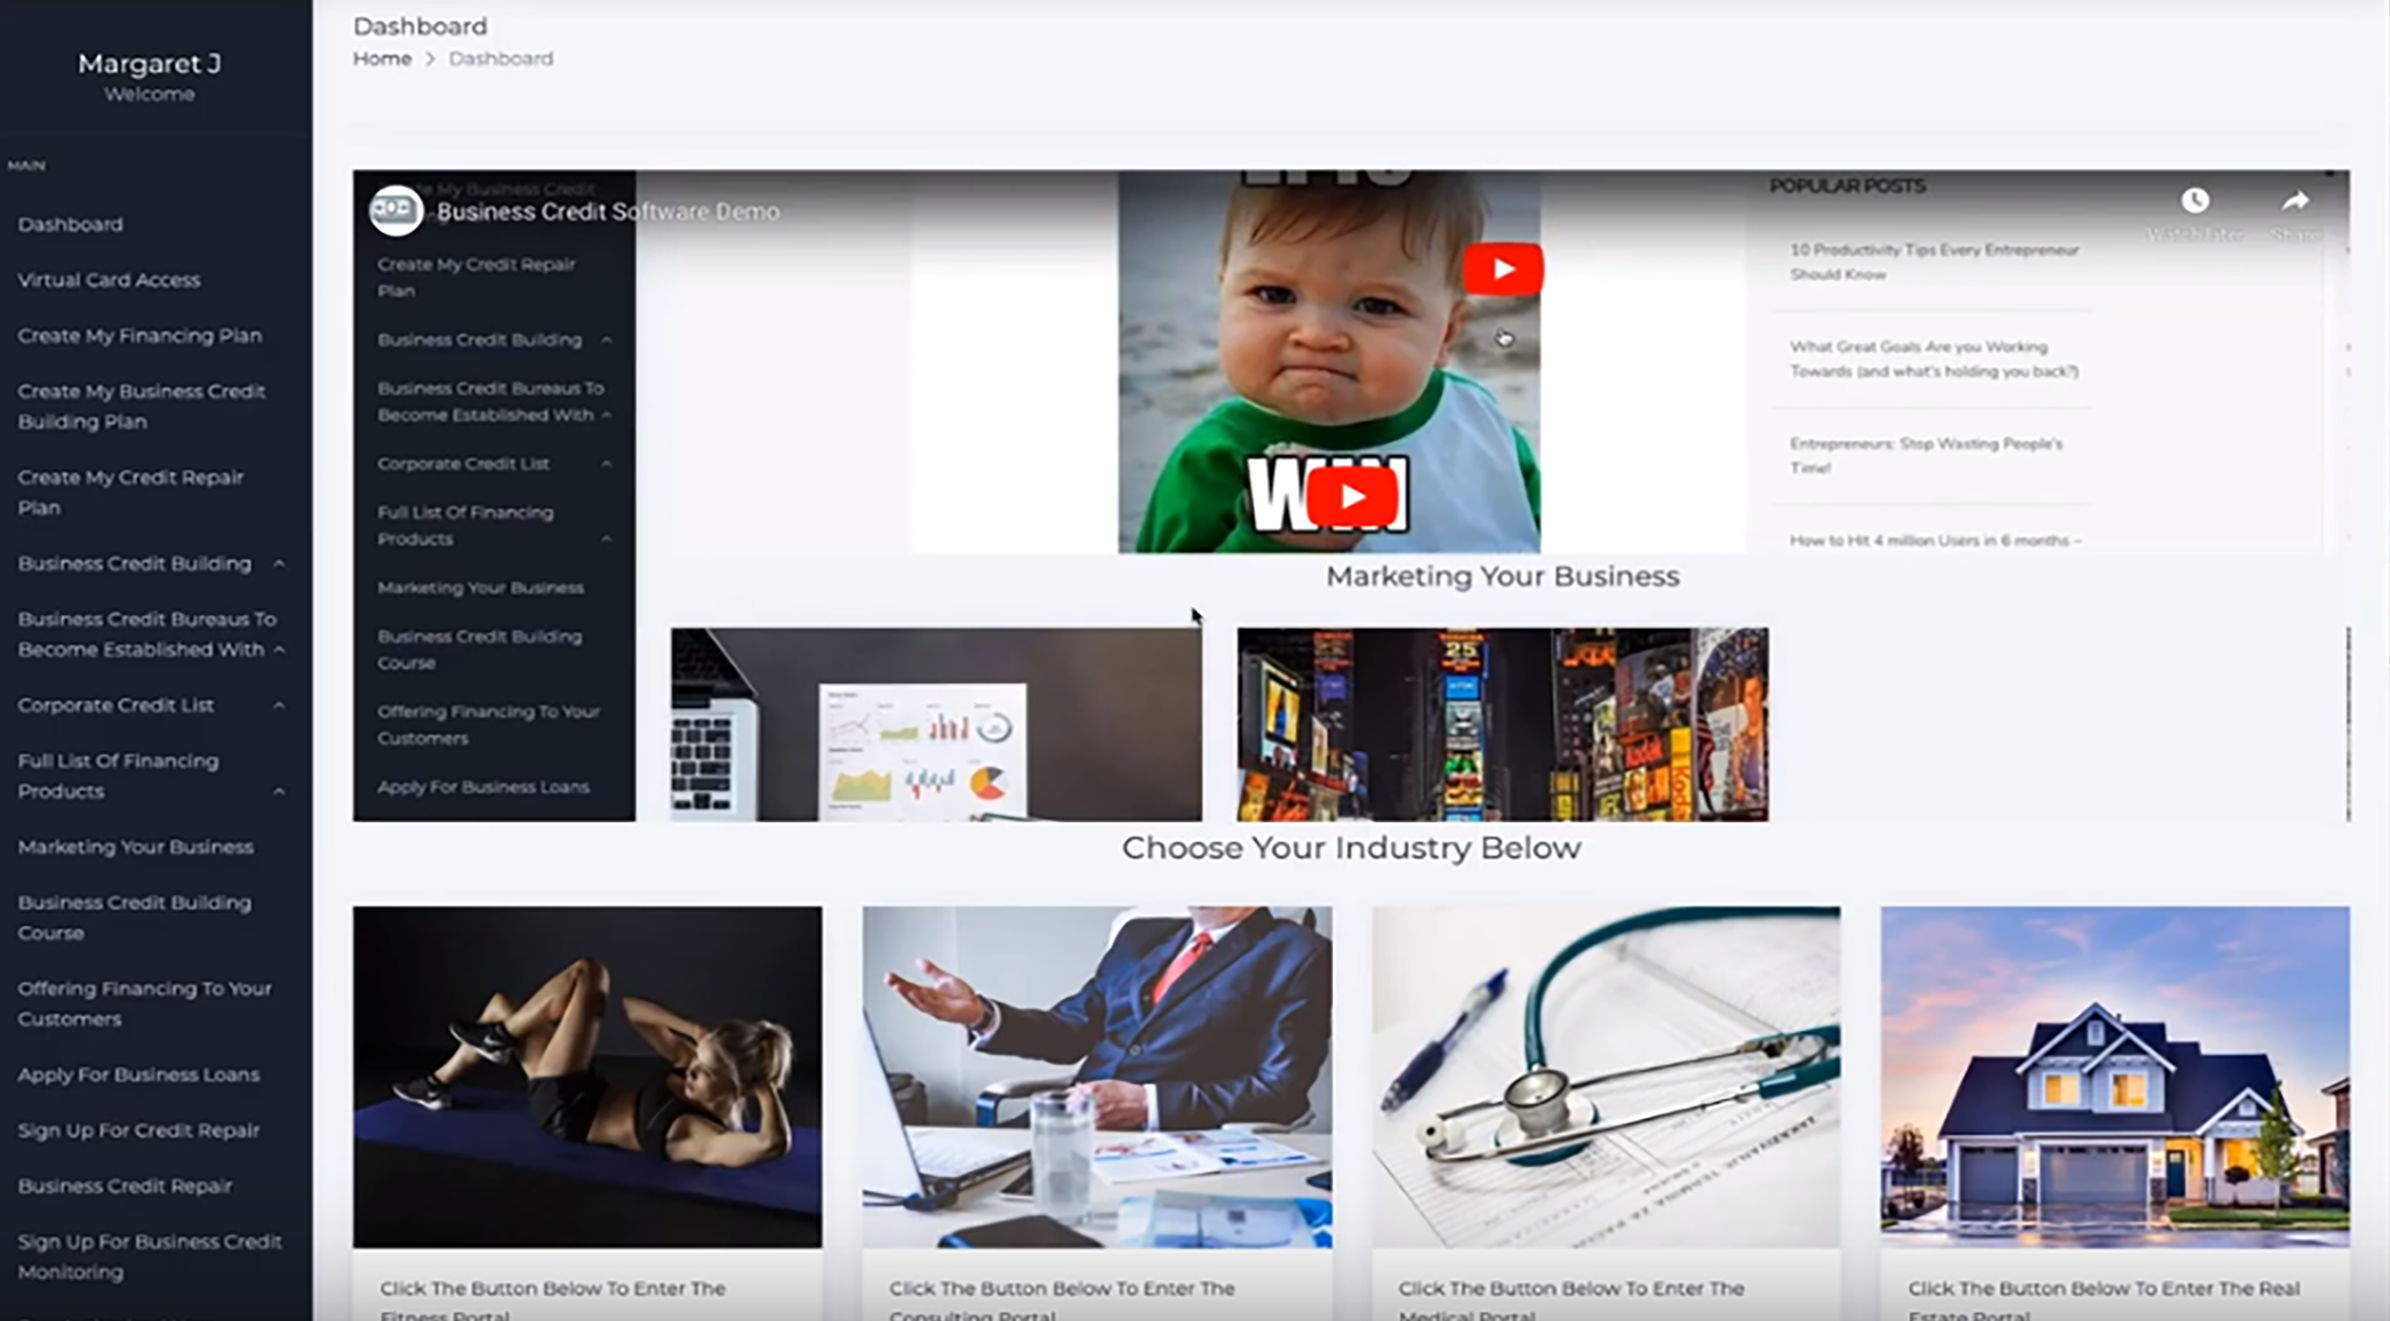 Margaret J
Welcome
MAIN
Dashboard
Virtual Card Access
Create My Financing Plan
Create My Business Credit
Building Plan
Create My Credit Repair
Plan
Business Credit Building
Business Credit Bureaus To
Become Established With
Corporate Credit List
Full List Of Financing
Products
Marketing Your Business
Business Credit Building
Course
Offering Financing To Your
Customers
Apply For Business Loans
Sign Up For Credit Repair
Business Credit Repair
Sign Up For Business Credit
Monitoring
Dashboard
Home > Dashboard
My Business Credit
Business Credit Software Demo
Create My Credit Repair
Plan
Business Credit Building
Business Credit Bureaus To
Become Established With
Corporate Credit List
Full List Of Financing
Products
Marketing Your Business
Business Credit Building
Course
Offering Financing To Your
Customers
Apply For Business Loans
WIN
POPULAR POSTS
10 Productivity Tips Every Entrepreneur
Should Know
What Great Goals Are you Working
Towards (and what's holding you back?)
Entrepreneurs: Stop Wasting People's
Time!
How to Hit 4 million Users in 6 months –
Watch later
Share
Marketing Your Business
TOSHIBA
25
Kodak
Choose Your Industry Below
Click The Button Below To Enter The
Fitness Portal
Click The Button Below To Enter The
Consulting Portal
Click The Button Below To Enter The
Medical Portal
Click The Button Below To Enter The Real
Estate Portal